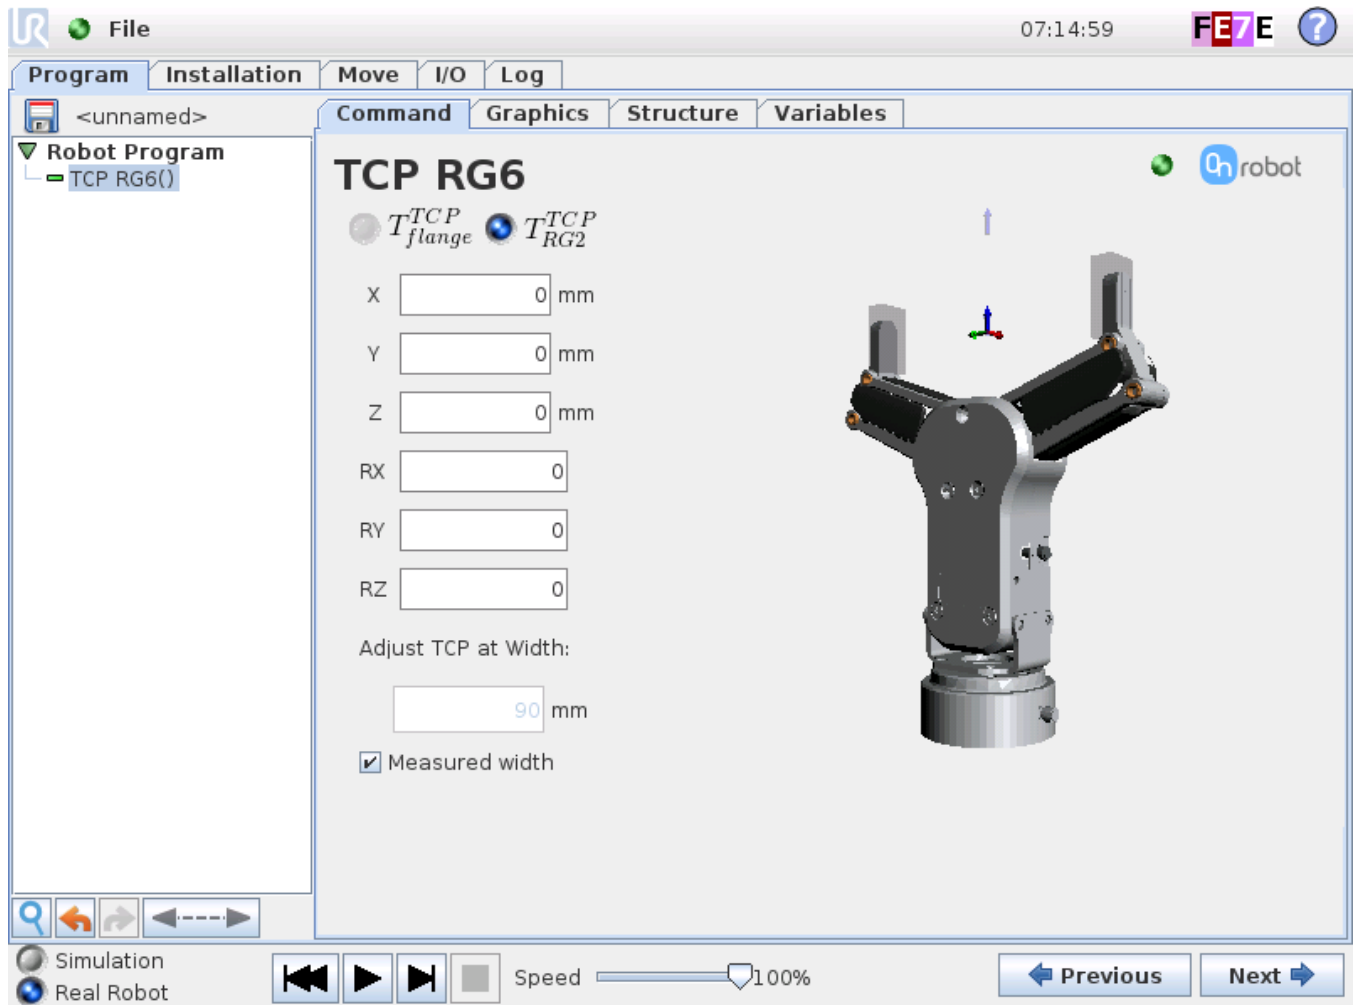 UR File 07:14:59 FE7E ?
Program Installation Move I/O Log
<unnamed> Command Graphics Structure Variables
Robot Program
TCP RG6()
TCP RG6
On robot
T^{TCP}_{flange} T^{TCP}_{RG2}
X 0 mm
Y 0 mm
Z 0 mm
RX 0
RY 0
RZ 0
Adjust TCP at Width:
90 mm
Measured width
Simulation
Real Robot
Speed 100%
Previous Next